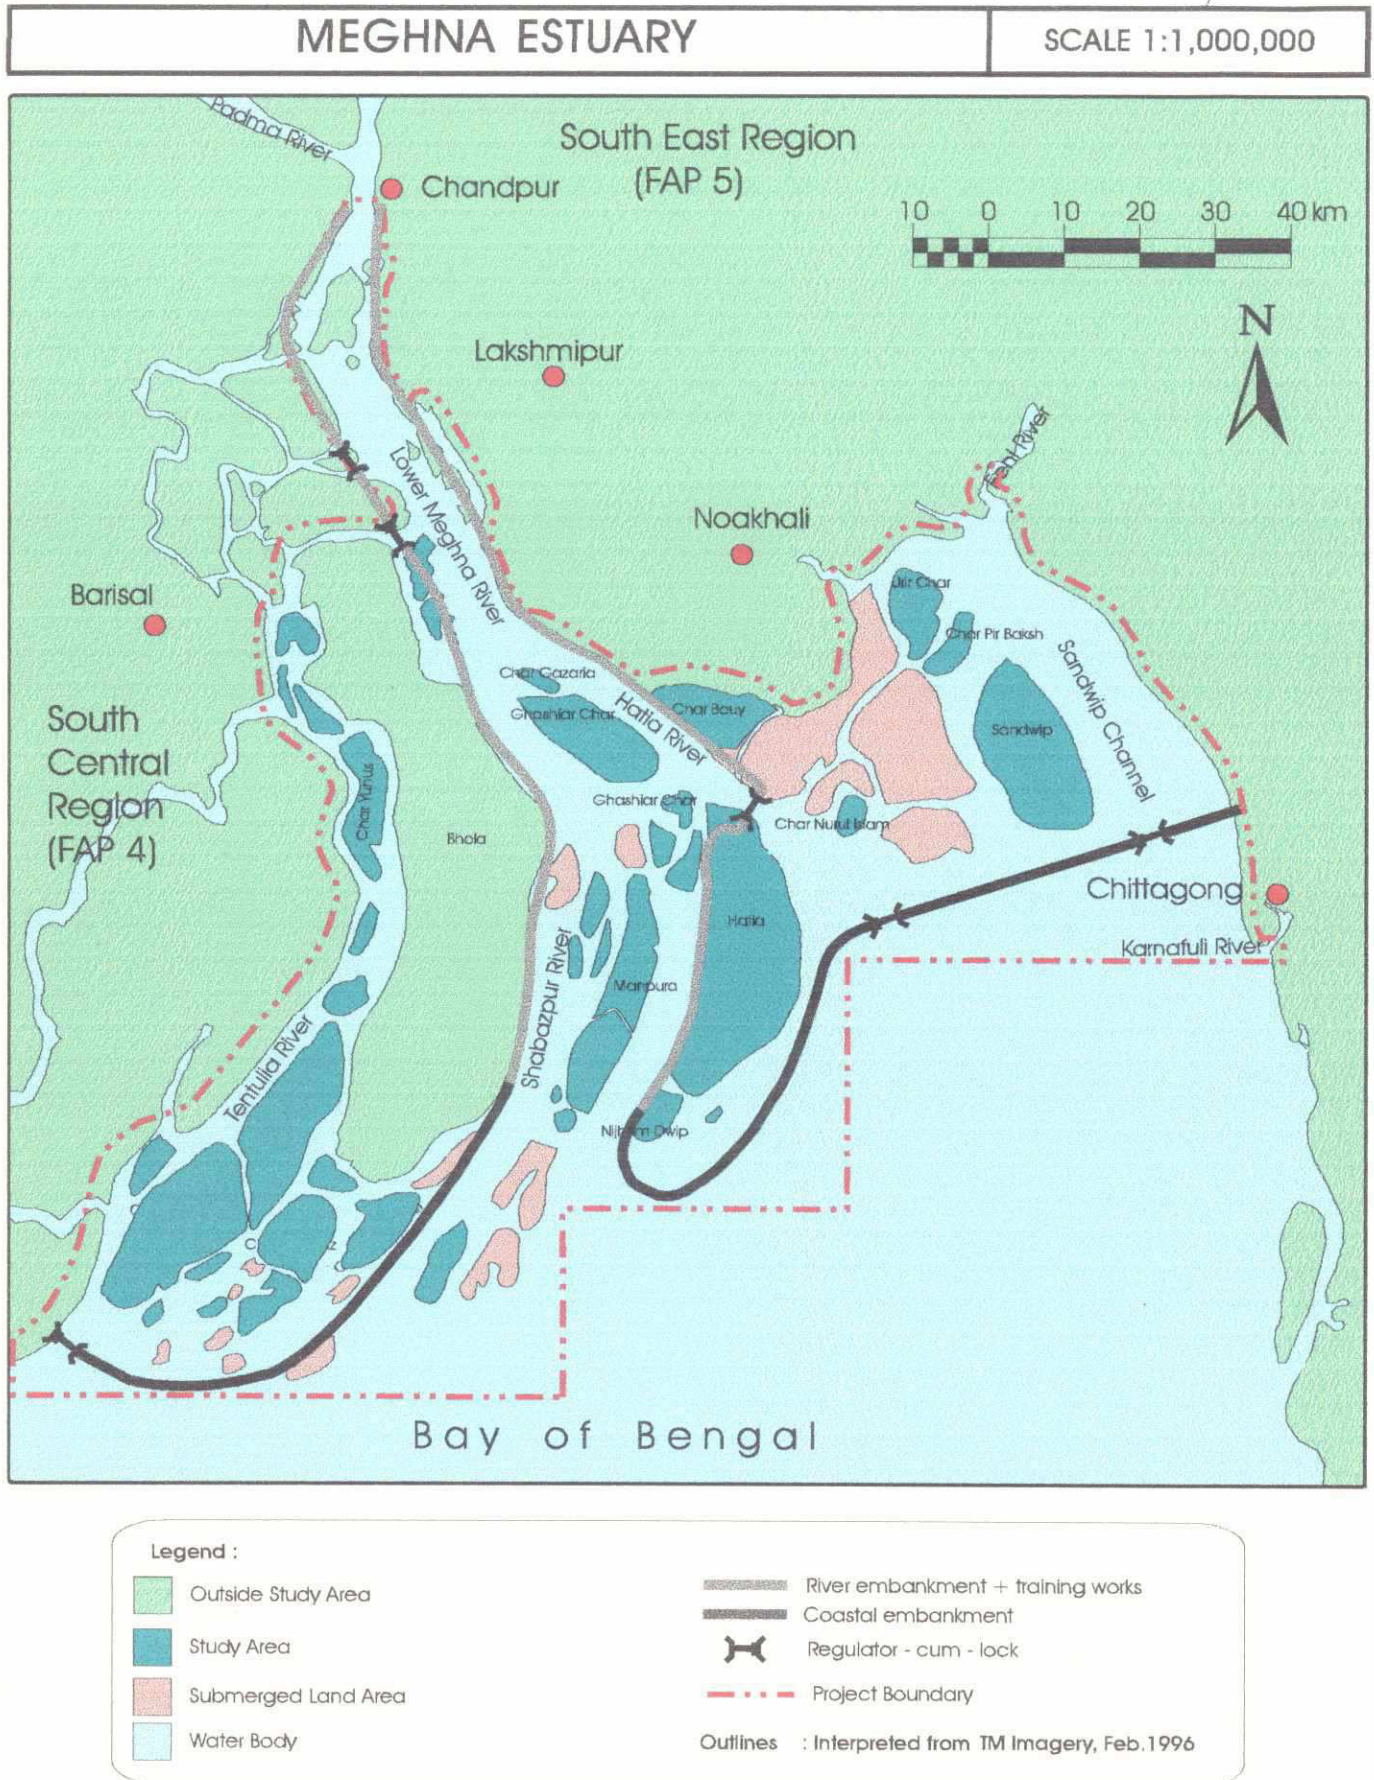 MEGHNA ESTUARY
SCALE 1:1,000,000
Padma River
South East Region
(FAP 5)
Chandpur
10 0 10 20 30 40 km
N
Lakshmipur
Feni River
Lower Meghna River
Noakhali
Barisal
Urir Char
Char Pir Baksh
Sandwip Channel
Char Gazaria
Ghashiar Char
Hatia River
Char Bouy
Sandwip
South
Central
Region
(FAP 4)
Char Yunus
Bhola
Ghashiar Char
Char Nurul Islam
Chittagong
Hatia
Karnafuli River
Shabazpur River
Manpura
Tentulia River
Nijhum Dwip
Bay of Bengal
Legend :
Outside Study Area
Study Area
Submerged Land Area
Water Body
River embankment + training works
Coastal embankment
Regulator - cum - lock
Project Boundary
Outlines : Interpreted from TM Imagery, Feb.1996